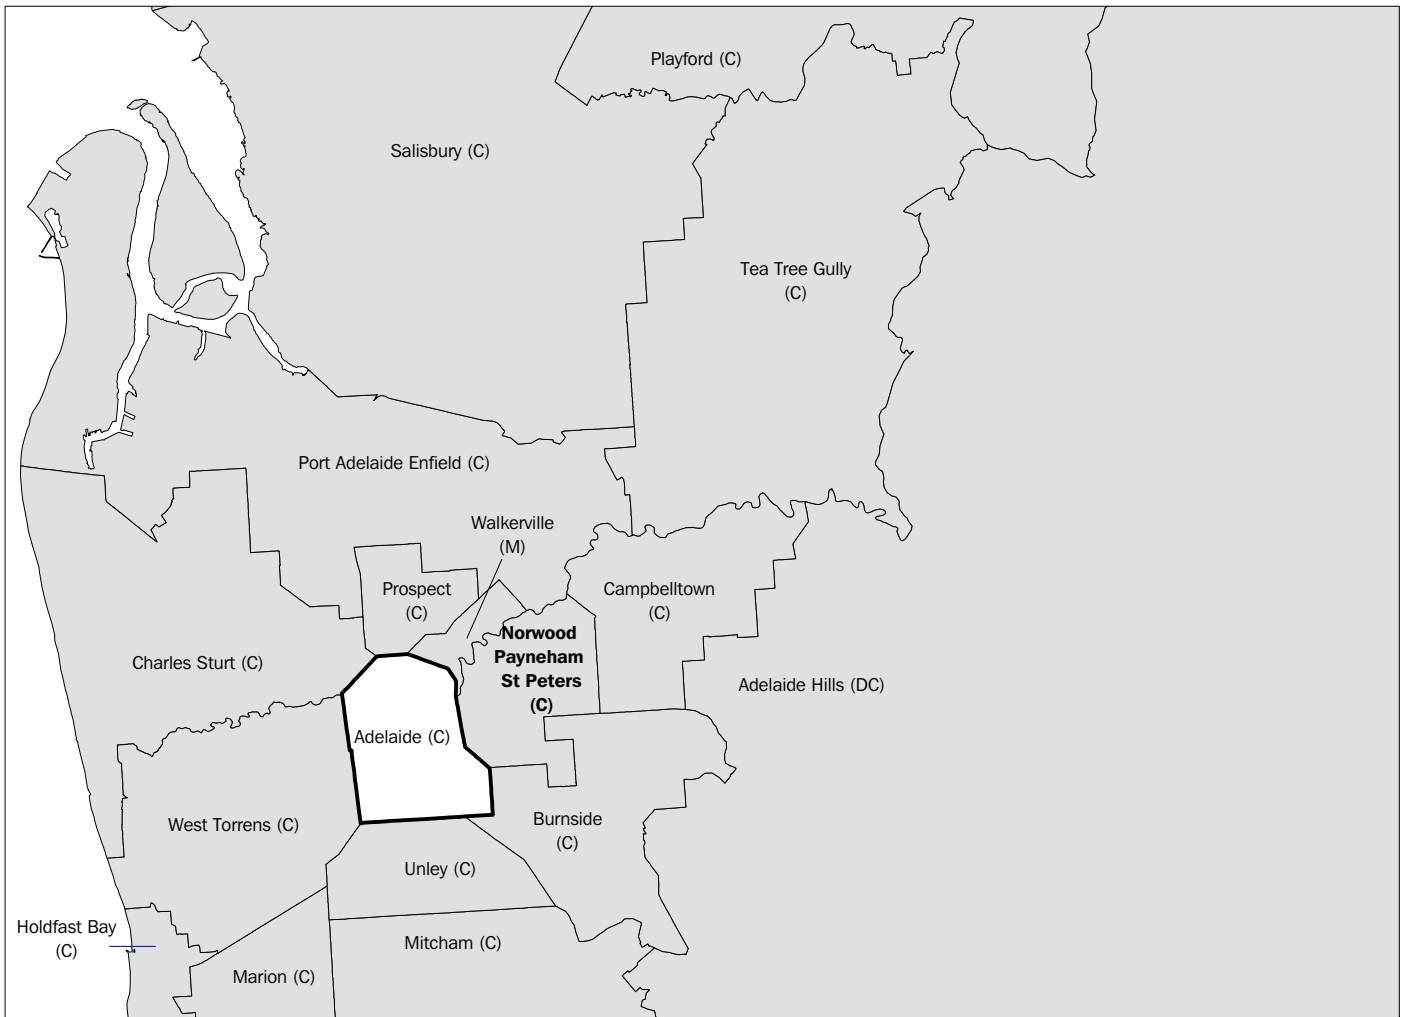 Playford (C)
Salisbury (C)
Tea Tree Gully
(C)
Port Adelaide Enfield (C)
Walkerville
(M)
Prospect
(C)
Campbelltown
(C)
Norwood
Payneham
St Peters
(C)
Charles Sturt (C)
Adelaide Hills (DC)
Adelaide (C)
West Torrens (C)
Burnside
(C)
Unley (C)
Holdfast Bay
(C)
Mitcham (C)
Marion (C)